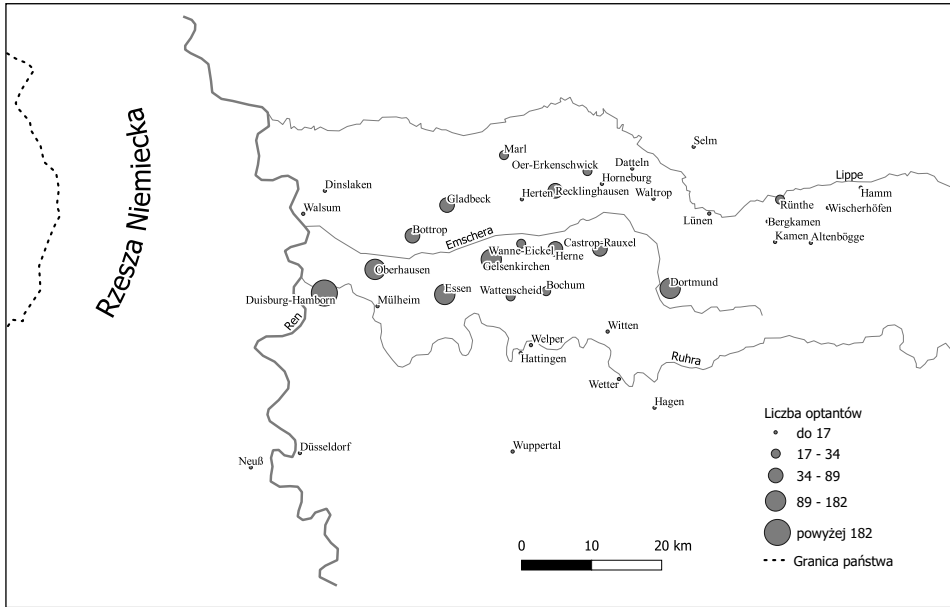 Selm
Marl
Oer-Erkenschwick
Datteln
Horneburg
Lippe
Dinslaken
Herten
Recklinghausen
Waltrop
Hamm
Rünthe
Wischerhöfen
Walsum
Gladbeck
Lünen
Bergkamen
Kamen
Altenbögge
Rzesza Niemiecka
Bottrop
Emschera
Wanne-Eickel
Castrop-Rauxel
Herne
Gelsenkirchen
Oberhausen
Duisburg-Hamborn
Essen
Wattenscheid
Bochum
Dortmund
Mülheim
Ren
Witten
Welper
Hattingen
Ruhra
Wetter
Hagen
Düsseldorf
Neuß
Wuppertal
Liczba optantów
do 17
17 - 34
34 - 89
89 - 182
powyżej 182
Granica państwa
0 10 20 km